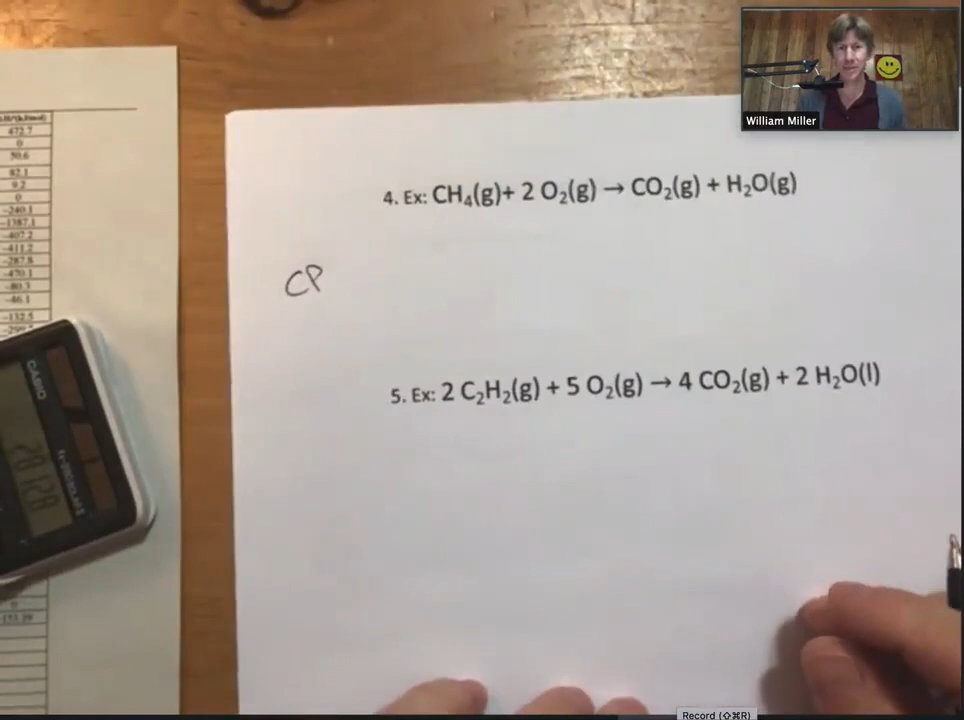 William Miller
472.7
0
50.6
82.1
9.2
0
-240.1
-1387.1
-407.2
-411.2
-287.8
-470.1
-80.3
-46.1
-132.5
4. Ex: CH₄(g)+ 2 O₂(g) → CO₂(g) + H₂O(g)
CP
5. Ex: 2 C₂H₂(g) + 5 O₂(g) → 4 CO₂(g) + 2 H₂O(l)
CASIO
Record (⇧⌘R)